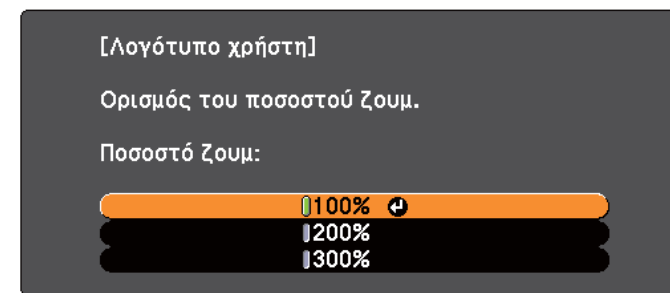 [Λογότυπο χρήστη]
Ορισμός του ποσοστού ζουμ.
Ποσοστό ζουμ:
100%
200%
300%